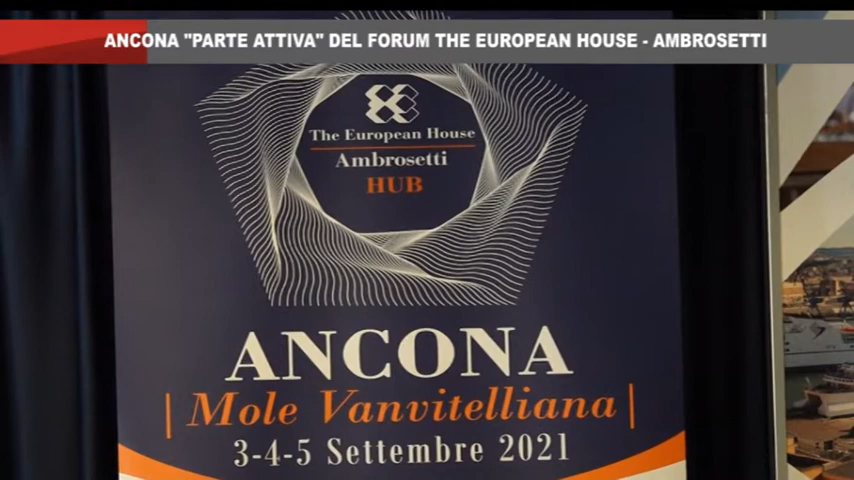 ANCONA "PARTE ATTIVA" DEL FORUM THE EUROPEAN HOUSE - AMBROSETTI
The European House
Ambrosetti
HUB
ANCONA
| Mole Vanvitelliana |
3-4-5 Settembre 2021